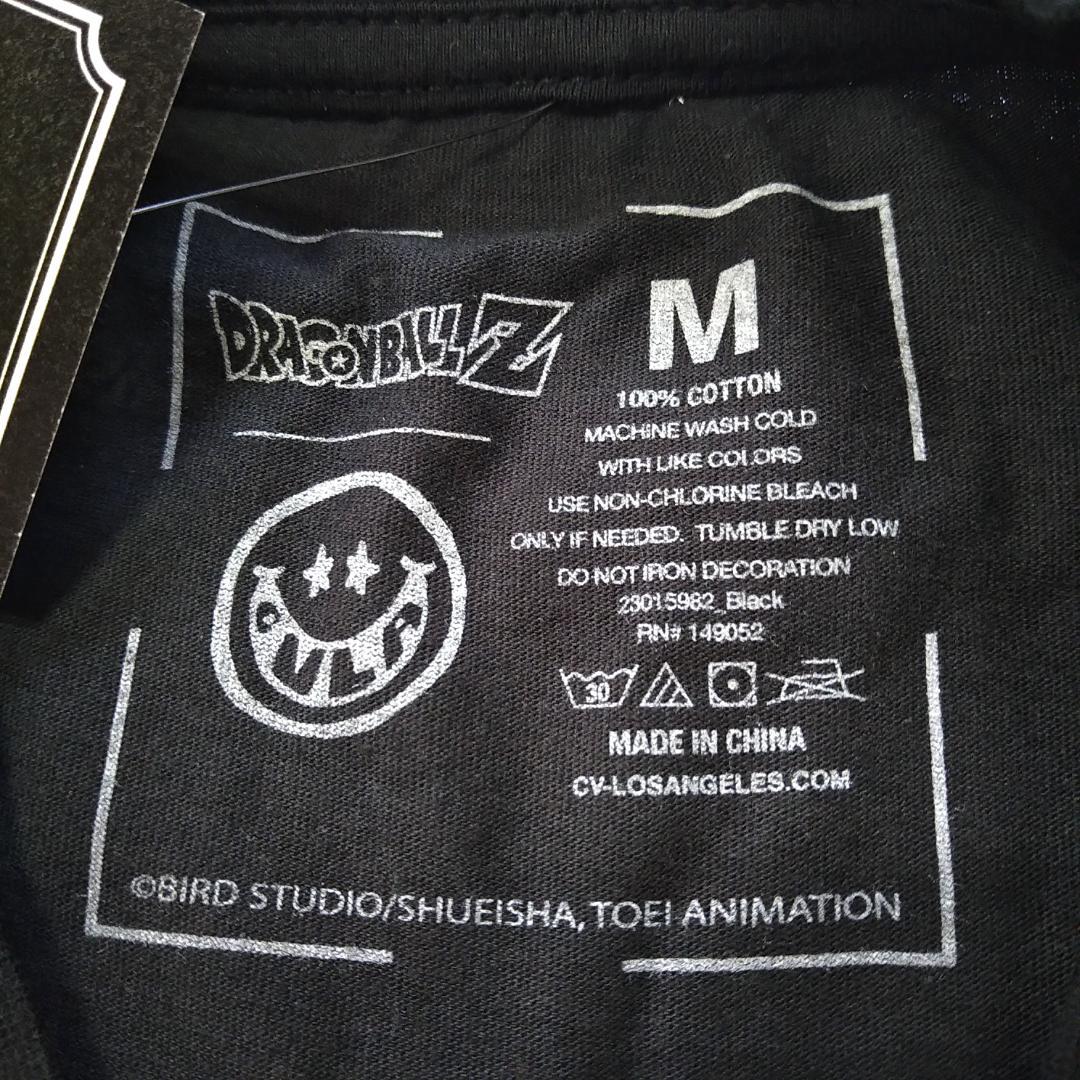 DRAGONBALL Z
CIVILAR
M
100% COTTON
MACHINE WASH COLD
WITH LIKE COLORS
USE NON-CHLORINE BLEACH
ONLY IF NEEDED. TUMBLE DRY LOW
DO NOT IRON DECORATION
23015982_Black
RN# 149052
30
MADE IN CHINA
CV-LOSANGELES.COM
©BIRD STUDIO/SHUEISHA, TOEI ANIMATION